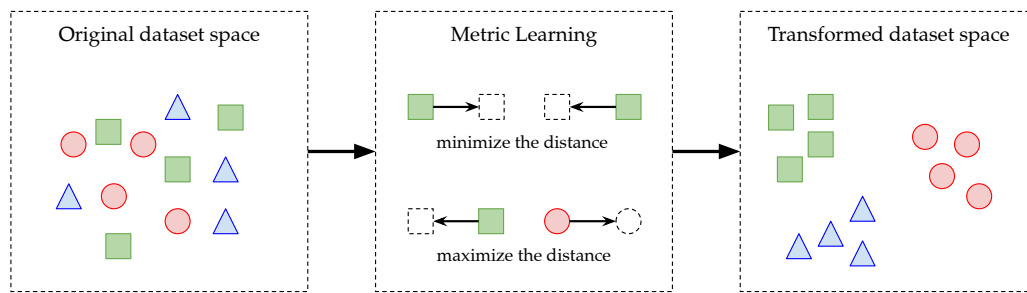 Original dataset space
Metric Learning
Transformed dataset space
minimize the distance
maximize the distance